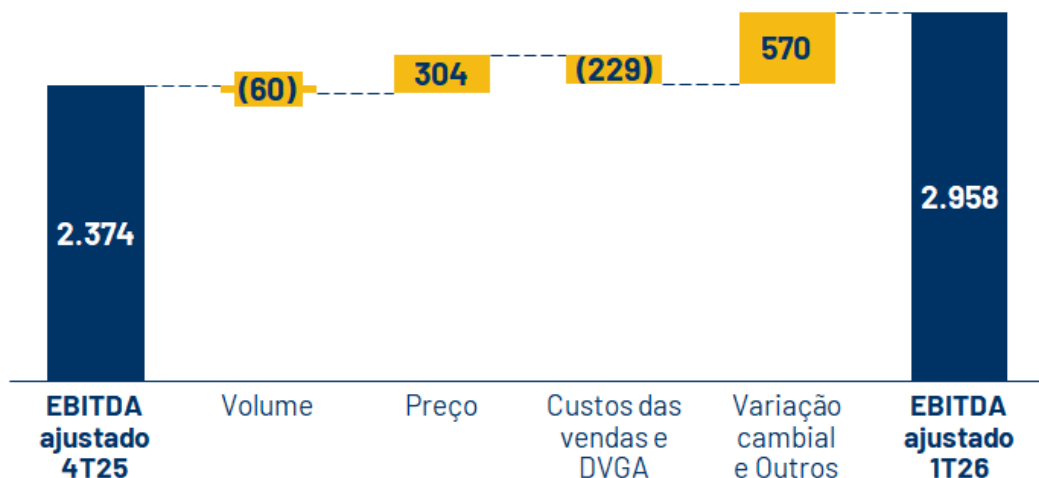 570
304
(229)
(60)
2.958
2.374
EBITDA
ajustado
4T25
Volume
Preço
Custos das
vendas e
DVGA
Variação
cambial
e Outros
EBITDA
ajustado
1T26